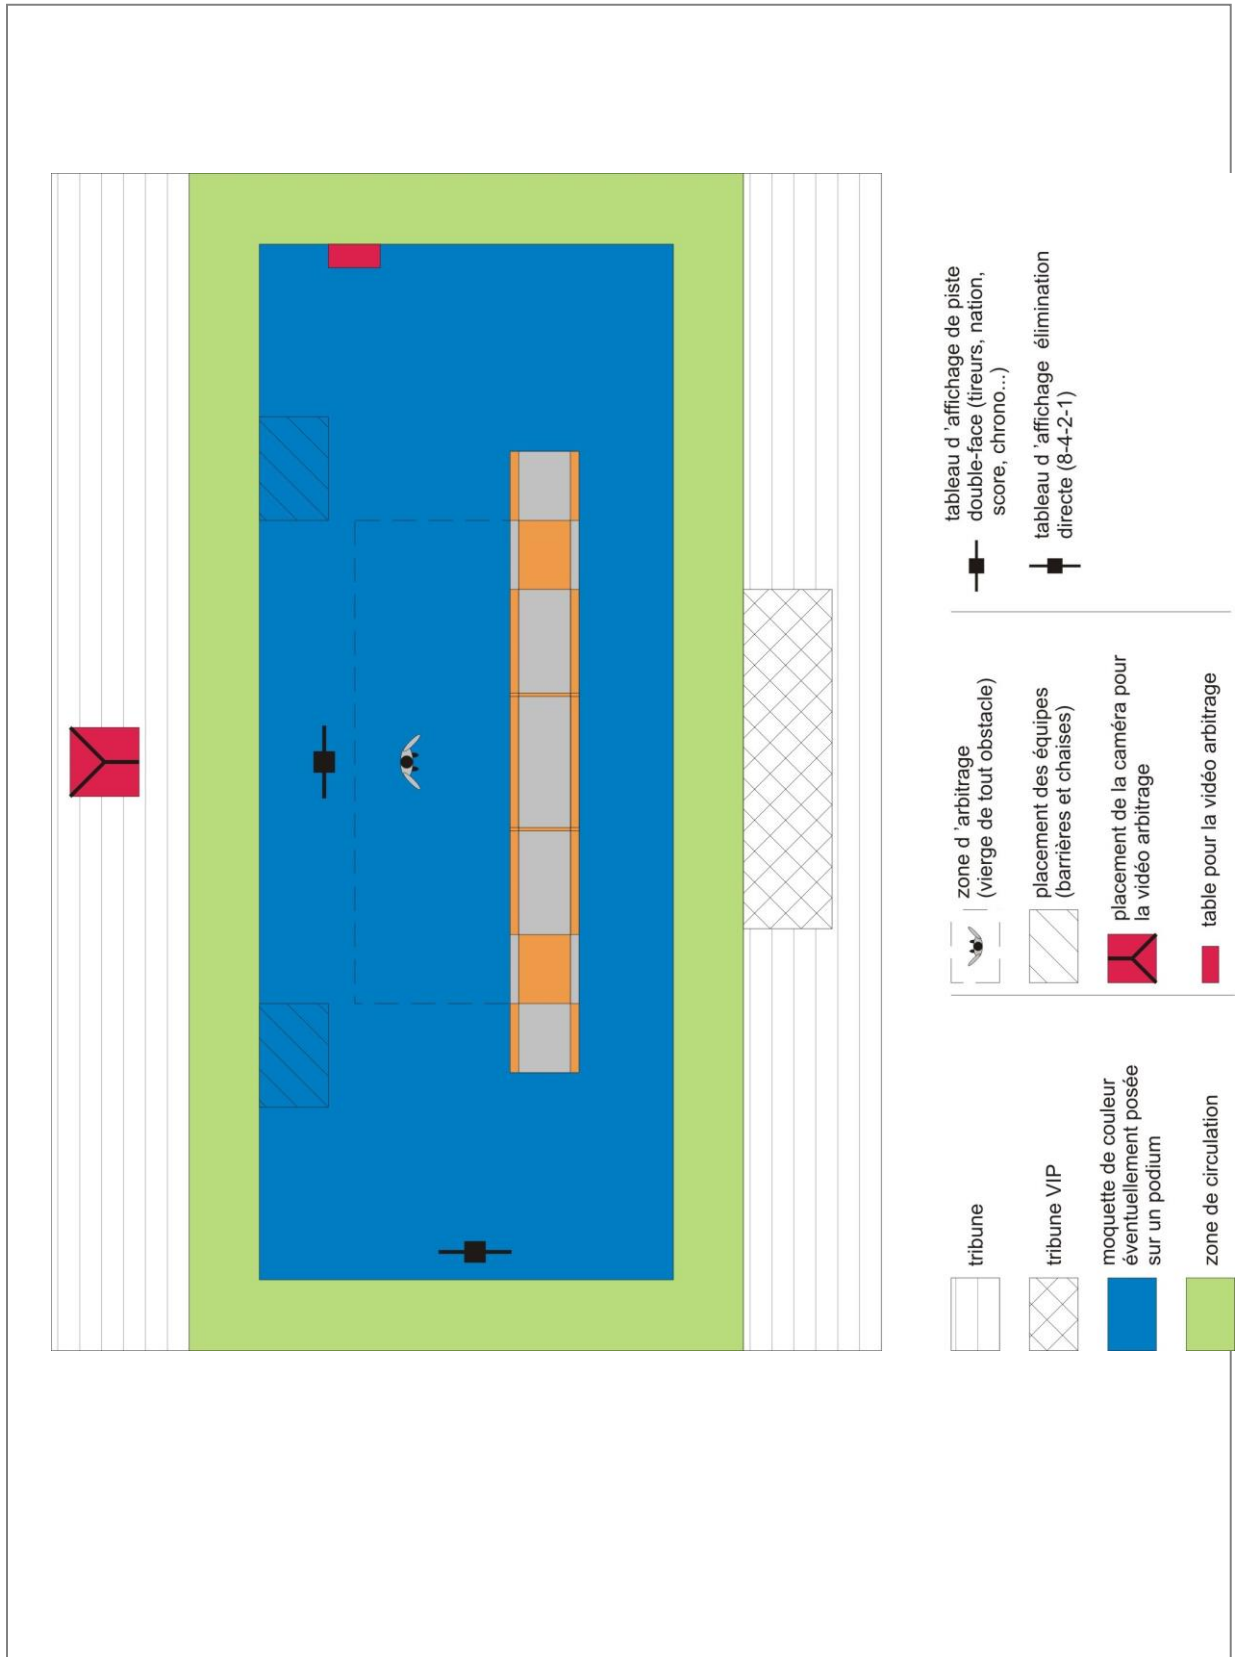 tribune
tribune VIP
moquette de couleur
éventuellement posée
sur un podium
zone de circulation
zone d 'arbitrage
(vierge de tout obstacle)
placement des équipes
(barrières et chaises)
placement de la caméra pour
la vidéo arbitrage
table pour la vidéo arbitrage
tableau d 'affichage de piste
double-face (tireurs, nation,
score, chrono...)
tableau d 'affichage élimination
directe (8-4-2-1)